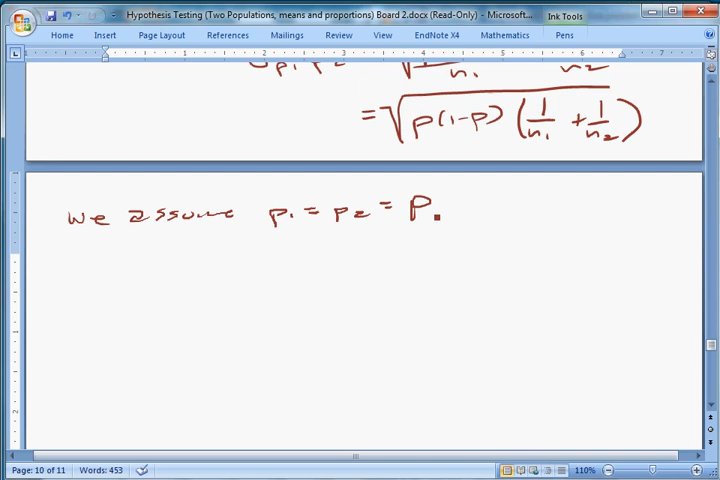 Hypothesis Testing (Two Populations, means and proportions) Board 2.docx (Read-Only) - Microsoft...
Ink Tools
Home Insert Page Layout References Mailings Review View EndNote X4 Mathematics Pens
= √p(1-p) (1/n₁ + 1/n₂)
we assume p₁ = p₂ = P.
Page: 10 of 11 Words: 453 110%